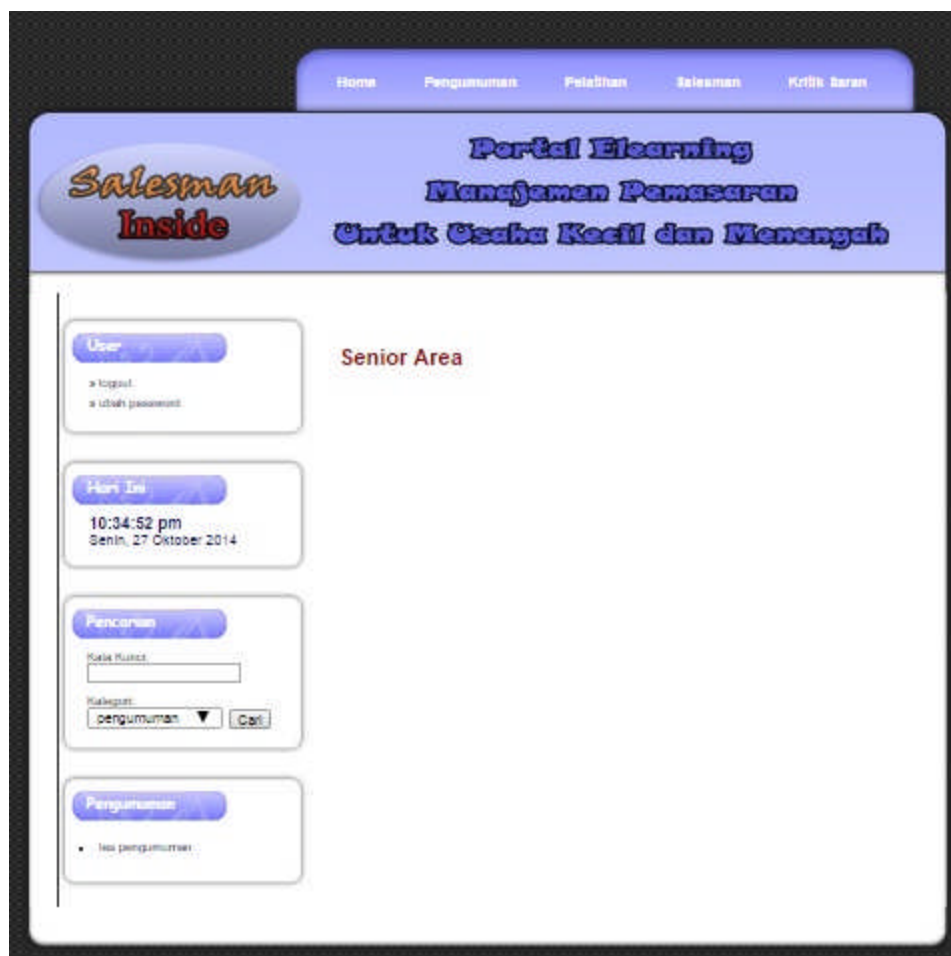 Home Pengumuman Pelatihan Salesman Kritik Saran
Salesman
Inside
Portal Elearning
Manajemen Pemasaran
Untuk Usaha Kecil dan Menengah
User
» logout
» ubah password
Senior Area
Hari Ini
10:34:52 pm
Senin, 27 Oktober 2014
Pencarian
Kata Kunci:
Kategori:
pengumuman ▼ Cari
Pengumuman
• tes pengumuman